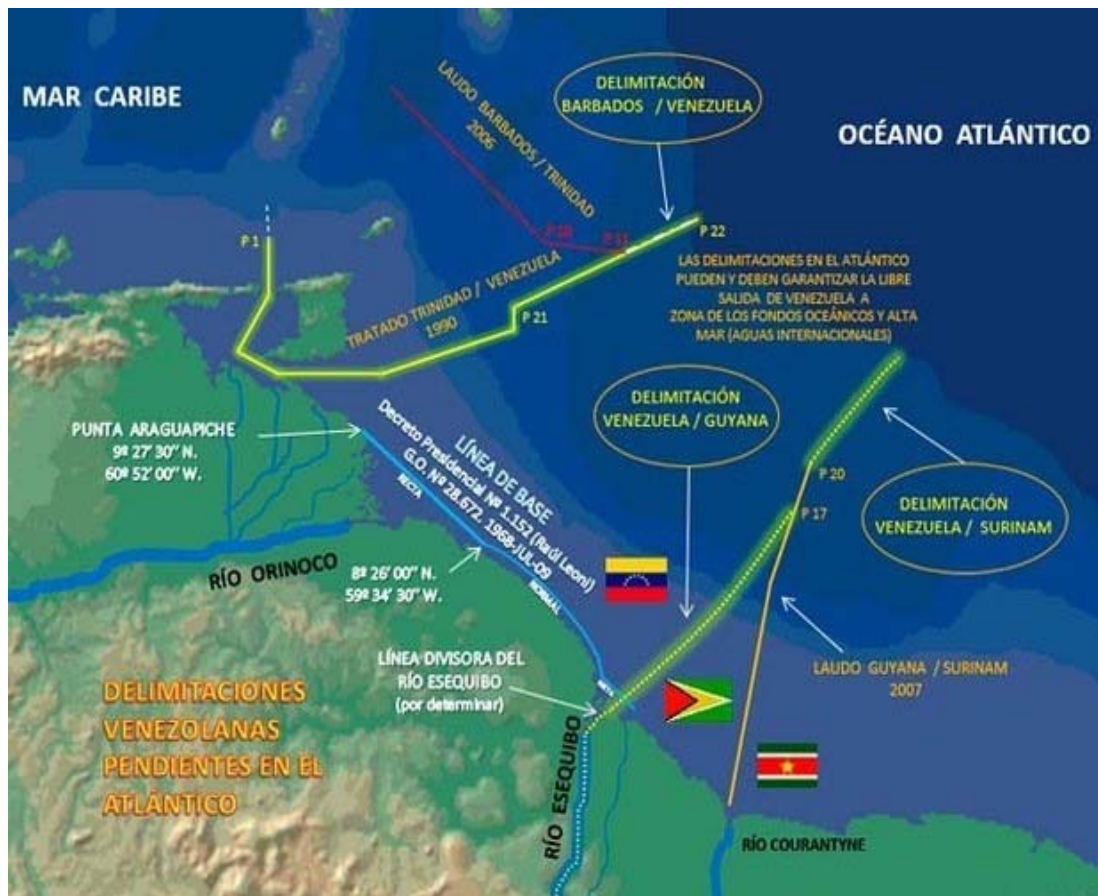 MAR CARIBE
LAUDO BARBADOS / TRINIDAD
2006
DELIMITACIÓN
BARBADOS / VENEZUELA
OCÉANO ATLÁNTICO
P 1
P 10
P 11
P 22
TRATADO TRINIDAD / VENEZUELA
1990
P 21
LAS DELIMITACIONES EN EL ATLÁNTICO
PUEDEN Y DEBEN GARANTIZAR LA LIBRE
SALIDA DE VENEZUELA A
ZONA DE LOS FONDOS OCEÁNICOS Y ALTA
MAR (AGUAS INTERNACIONALES)
DELIMITACIÓN
VENEZUELA / GUYANA
PUNTA ARAGUAPICHE
9º 27' 30" N.
60º 52' 00" W.
LÍNEA DE BASE
Decreto Presidencial Nº 1.152 (Raúl Leoni)
G.O. Nº 28.672, 1968-JUL-09
RECTA
NORMAL
RECTA
P 20
P 17
DELIMITACIÓN
VENEZUELA / SURINAM
RÍO ORINOCO
8º 26' 00" N.
59º 34' 30" W.
LÍNEA DIVISORA DEL
RÍO ESEQUIBO
(por determinar)
LAUDO GUYANA / SURINAM
2007
DELIMITACIONES
VENEZOLANAS
PENDIENTES EN EL
ATLÁNTICO
RÍO ESEQUIBO
RÍO COURANTYNE